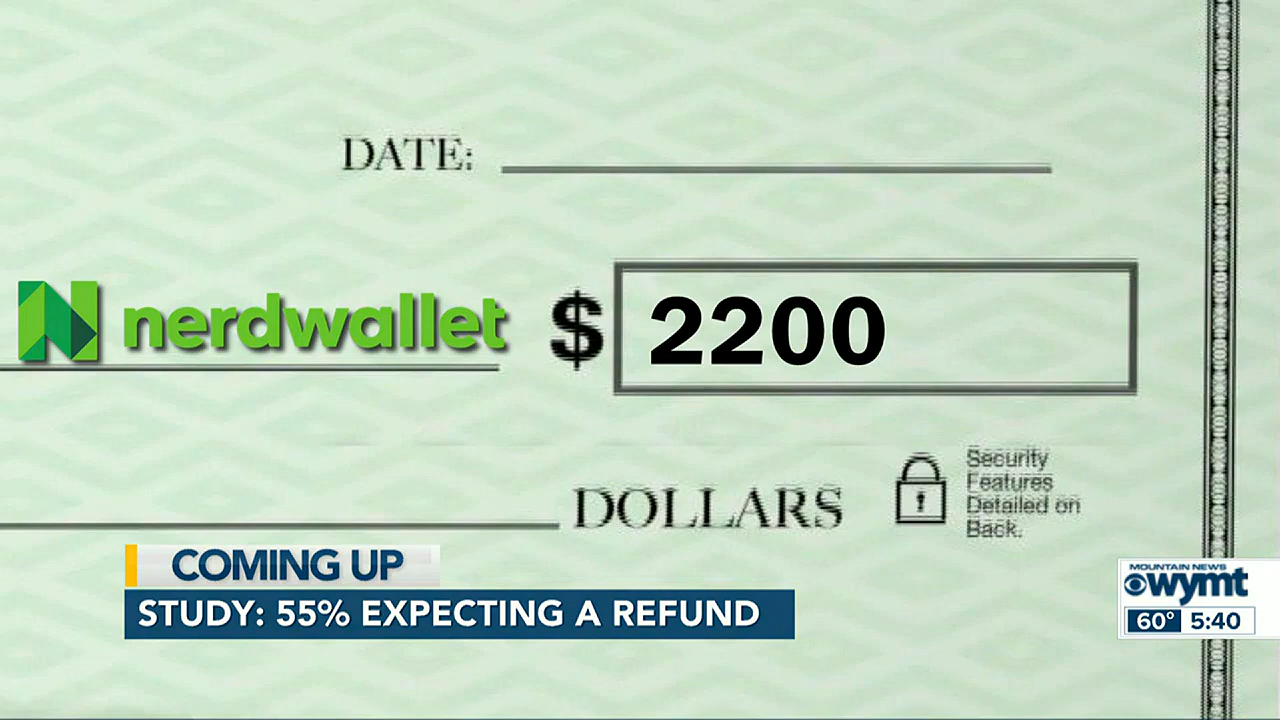 DATE:
nerdwallet $ 2200
DOLLARS
Security
Features
Detailed on
Back.
COMING UP
STUDY: 55% EXPECTING A REFUND
MOUNTAIN NEWS
wymt
60° 5:40